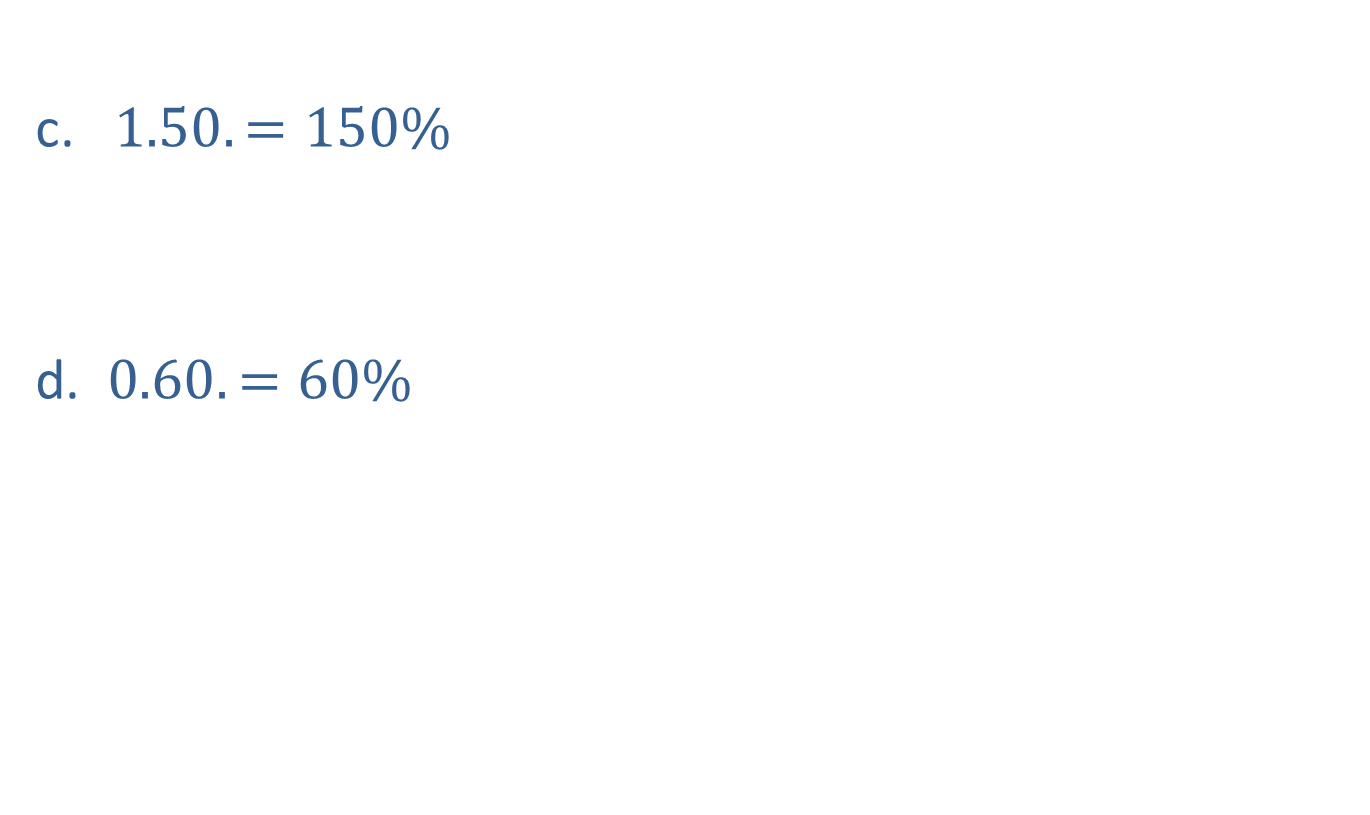 c. 1.50. = 150%
d. 0.60. = 60%